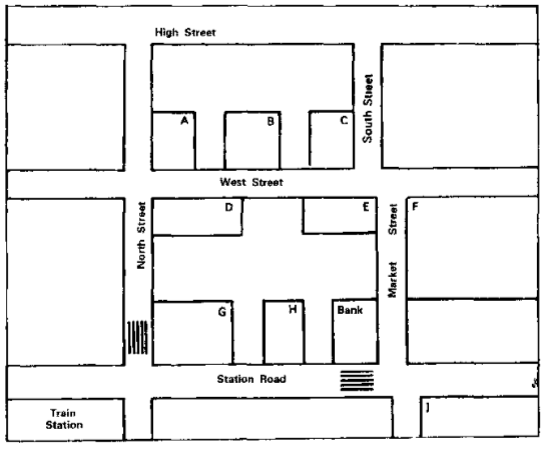 High Street
A
B
C
South Street
West Street
North Street
D
E
Market Street
F
G
H
Bank
Station Road
Train
Station